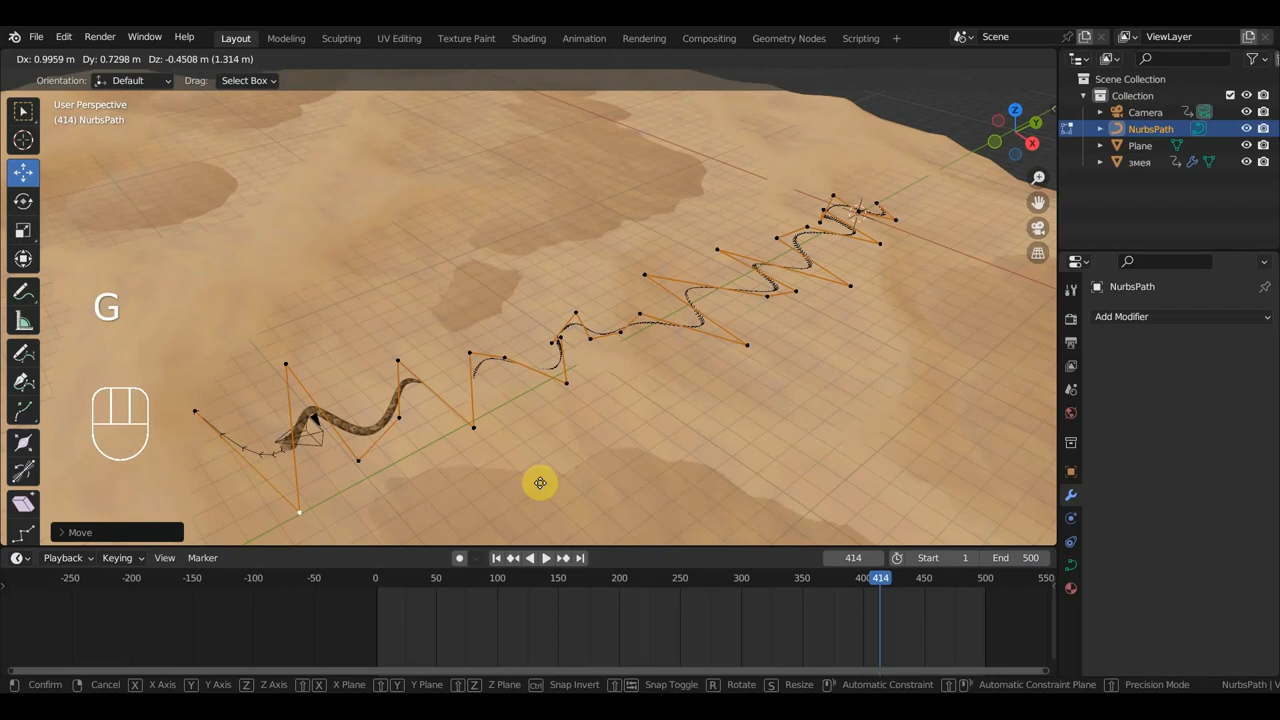 File Edit Render Window Help
Layout Modeling Sculpting UV Editing Texture Paint Shading Animation Rendering Compositing Geometry Nodes Scripting +
Scene
ViewLayer
Dx: 0.9959 m Dy: 0.7298 m Dz: -0.4508 m (1.314 m)
Orientation: Default Drag: Select Box
User Perspective
(414) NurbsPath
Z
Y
X
G
Scene Collection
Collection
Camera
NurbsPath
Plane
змея
NurbsPath
Add Modifier
Move
Playback Keying View Marker
414 Start 1 End 500
-250 -200 -150 -100 -50 0 50 100 150 200 250 300 350 400 414 450 500 550
Confirm Cancel X X Axis Y Y Axis Z Z Axis X X Plane Y Y Plane Z Z Plane Ctrl Snap Invert Snap Toggle R Rotate S Resize Automatic Constraint Automatic Constraint Plane Precision Mode NurbsPath |